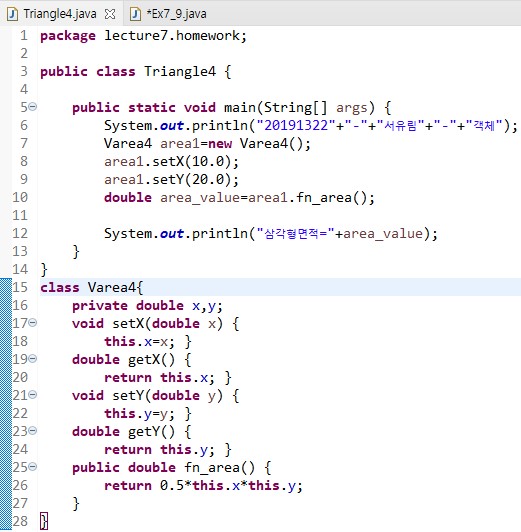 Triangle4.java *Ex7_9.java
1 package lecture7.homework;
2
3 public class Triangle4 {
4
5 public static void main(String[] args) {
6 System.out.println("20191322"+"-"+"서유림"+"-"+"객체");
7 Varea4 area1=new Varea4();
8 area1.setX(10.0);
9 area1.setY(20.0);
10 double area_value=area1.fn_area();
11
12 System.out.println("삼각형면적="+area_value);
13 }
14 }
15 class Varea4{
16 private double x,y;
17 void setX(double x) {
18 this.x=x; }
19 double getX() {
20 return this.x; }
21 void setY(double y) {
22 this.y=y; }
23 double getY() {
24 return this.y; }
25 public double fn_area() {
26 return 0.5*this.x*this.y;
27 }
28 }